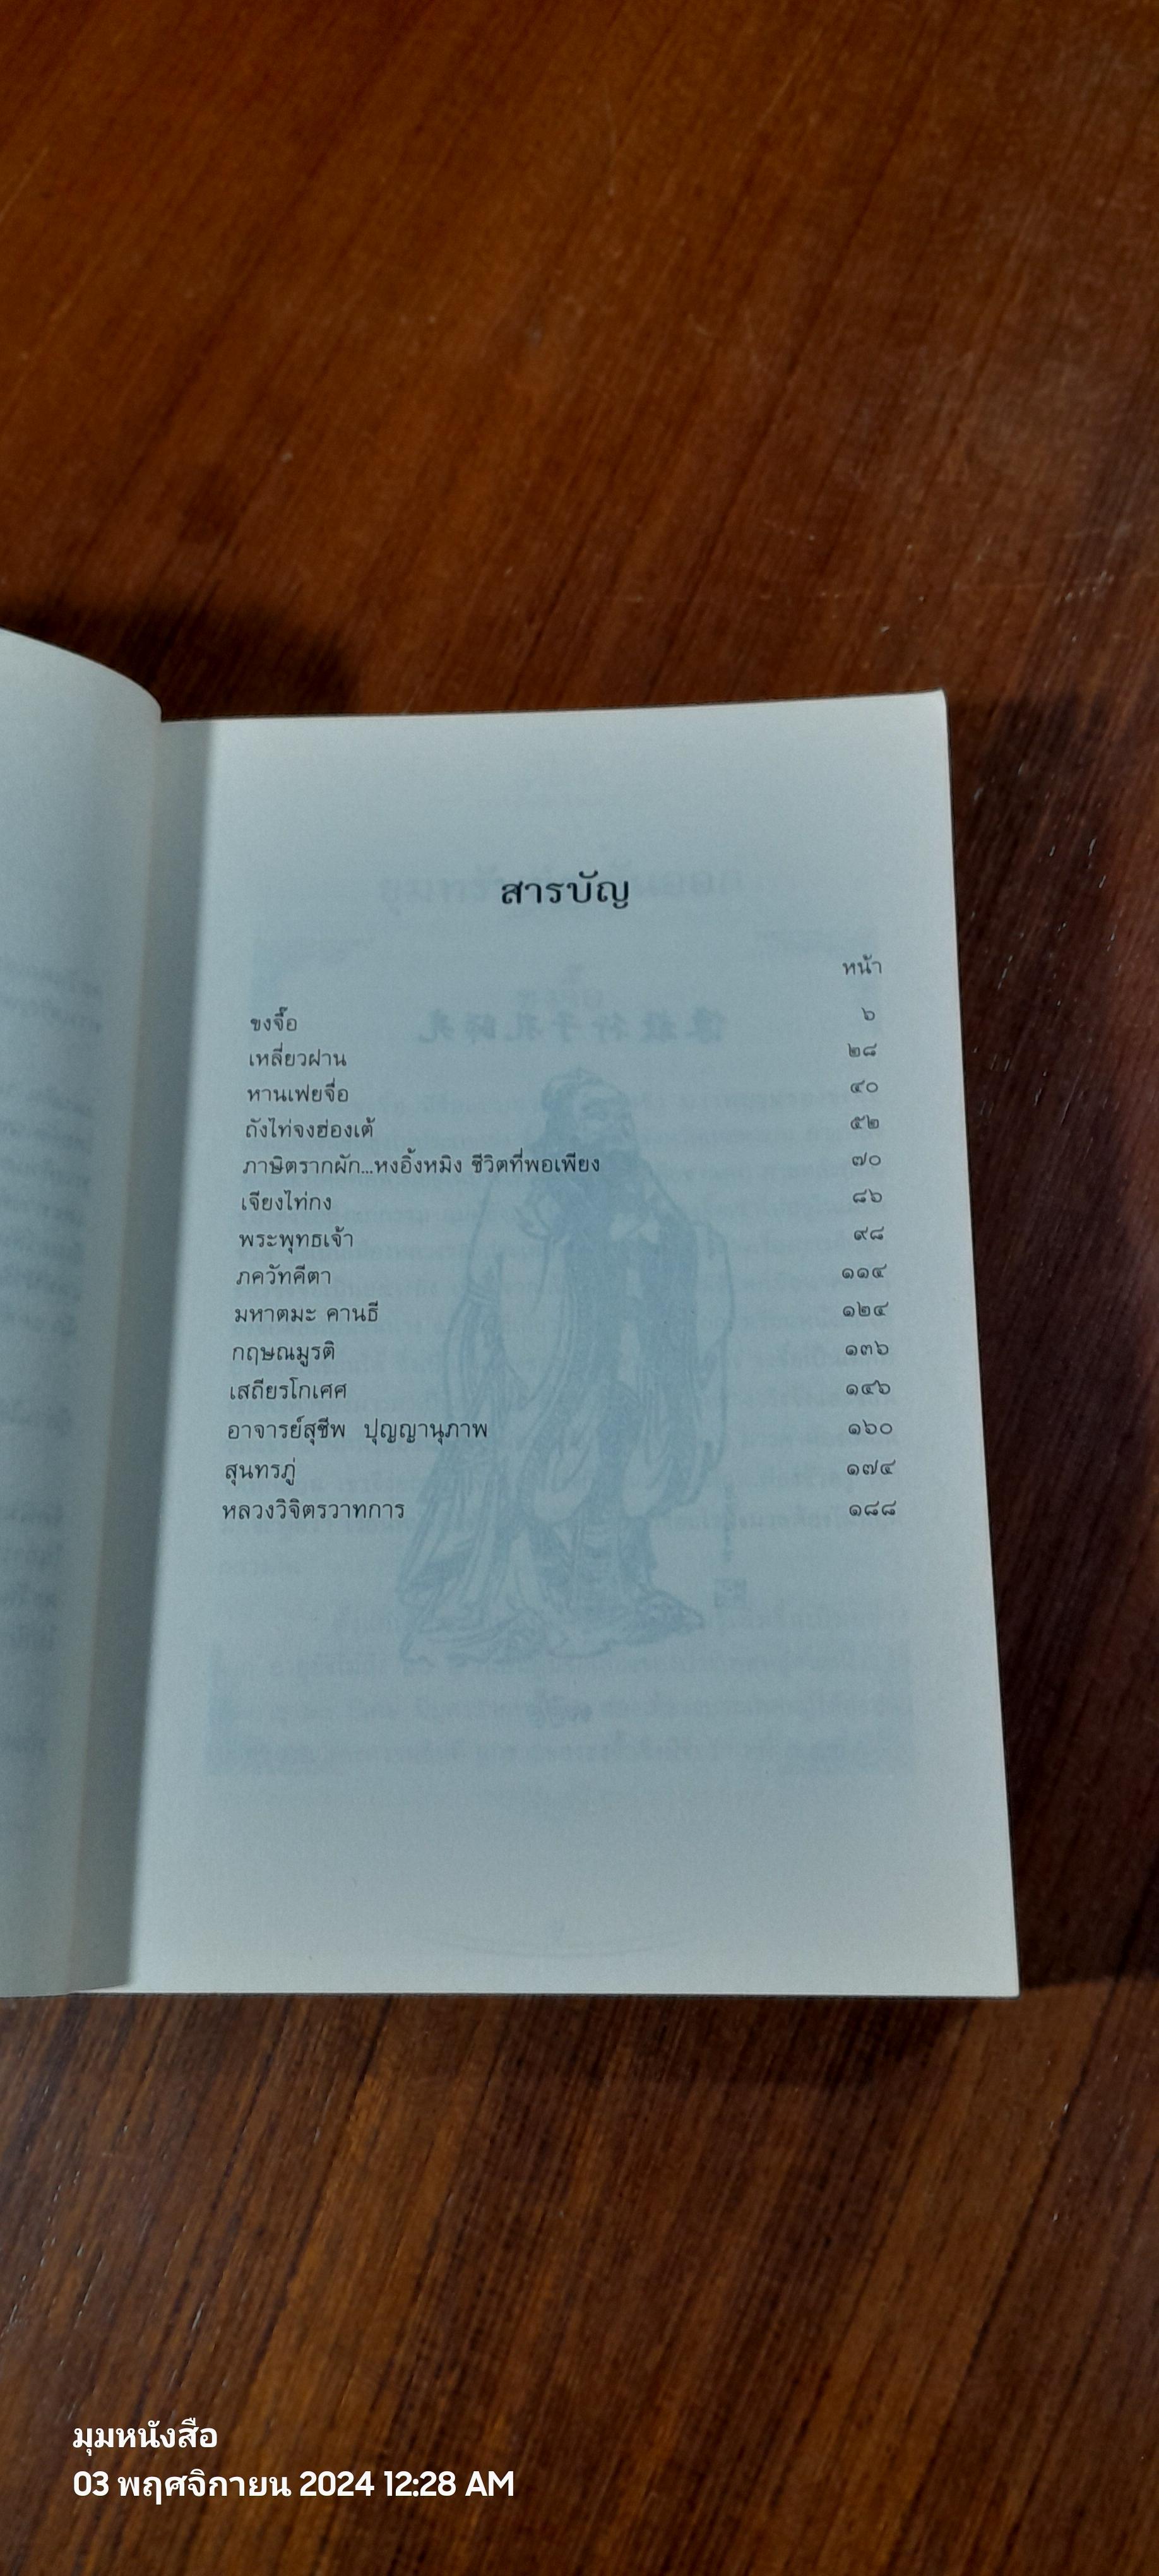 สารบัญ
หน้า
ขงจื๊อ ๖
เหลี่ยวฝาน ๒๘
หานเฟยจื่อ ๔๐
ถังไท่จงฮ่องเต้ ๕๒
ภาษิตรากผัก...หงอิ้งหมิง ชีวิตที่พอเพียง ๗๐
เจียงไท่กง ๘๖
พระพุทธเจ้า ๙๘
ภควัทคีตา ๑๑๔
มหาตมะ คานธี ๑๒๔
กฤษณมูรติ ๑๓๖
เสถียรโกเศศ ๑๔๖
อาจารย์สุชีพ ปุญญานุภาพ ๑๖๐
สุนทรภู่ ๑๗๔
หลวงวิจิตรวาทการ ๑๘๘
มุมหนังสือ
03 พฤศจิกายน 2024 12:28 AM